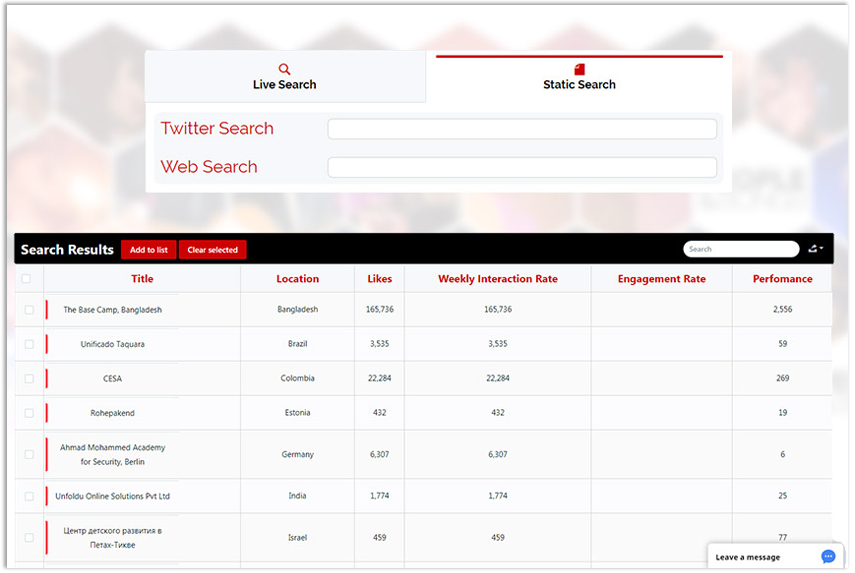 Live Search
Static Search
Twitter Search
Web Search
Search Results Add to list Clear selected Search
Title Location Likes Weekly Interaction Rate Engagement Rate Perfomance
The Base Camp, Bangladesh Bangladesh 165,736 165,736 2,556
Unificado Taquara Brazil 3,535 3,535 59
CESA Colombia 22,284 22,284 269
Rohepakend Estonia 432 432 19
Ahmad Mohammed Academy
for Security, Berlin Germany 6,307 6,307 6
Unfoldu Online Solutions Pvt Ltd India 1,774 1,774 25
Центр детского развития в
Петах-Тикве Israel 459 459 77
Leave a message